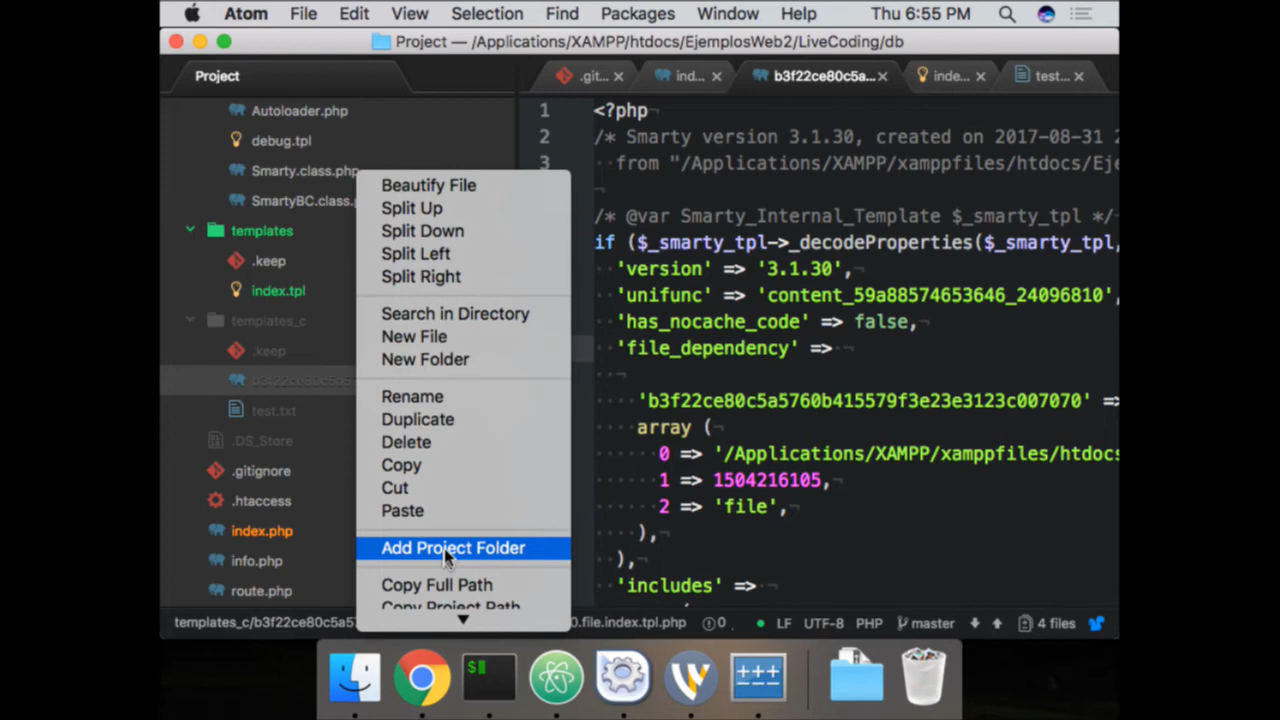 Atom File Edit View Selection Find Packages Window Help Thu 6:55 PM
Project — /Applications/XAMPP/htdocs/EjemplosWeb2/LiveCoding/db
Project
.git... ind... b3f22ce80c5a... inde... test...
Autoloader.php
debug.tpl
Smarty.class.php
SmartyBC.class.p
templates
.keep
index.tpl
templates_c
.keep
b3f22ce80c5a5
test.txt
.DS_Store
.gitignore
.htaccess
index.php
info.php
route.php
Beautify File
Split Up
Split Down
Split Left
Split Right
Search in Directory
New File
New Folder
Rename
Duplicate
Delete
Copy
Cut
Paste
Add Project Folder
Copy Full Path
Copy Project Path
1 <?php¬
2 /* Smarty version 3.1.30, created on 2017-08-31 2
3 from "/Applications/XAMPP/xamppfiles/htdocs/Eje
¬
/* @var Smarty_Internal_Template $_smarty_tpl */¬
if ($_smarty_tpl->_decodeProperties($_smarty_tpl,
'version' => '3.1.30',¬
'unifunc' => 'content_59a88574653646_24096810',¬
'has_nocache_code' => false,¬
'file_dependency' => ¬
¬
'b3f22ce80c5a5760b415579f3e23e3123c007070' =>
array (¬
0 => '/Applications/XAMPP/xamppfiles/htdocs
1 => 1504216105,¬
2 => 'file',¬
),¬
),¬
'includes' => ¬
templates_c/b3f22ce80c5a57 0.file.index.tpl.php 0 LF UTF-8 PHP master 4 files